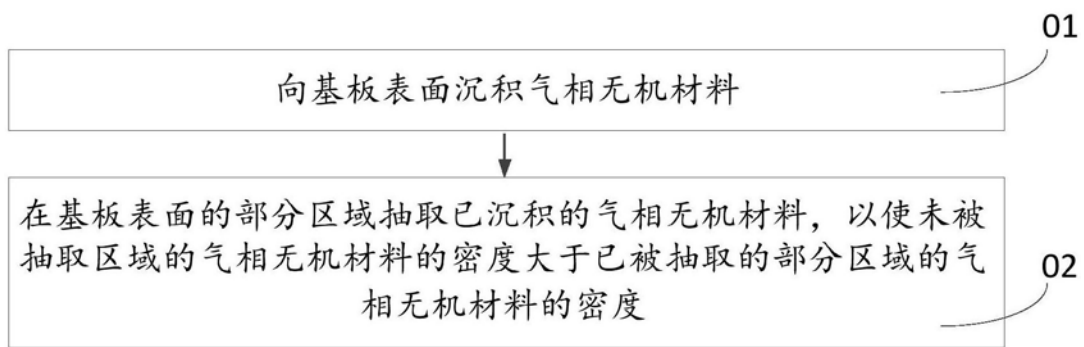 01
向基板表面沉积气相无机材料
在基板表面的部分区域抽取已沉积的气相无机材料，以使未被
抽取区域的气相无机材料的密度大于已被抽取的部分区域的气
相无机材料的密度
02